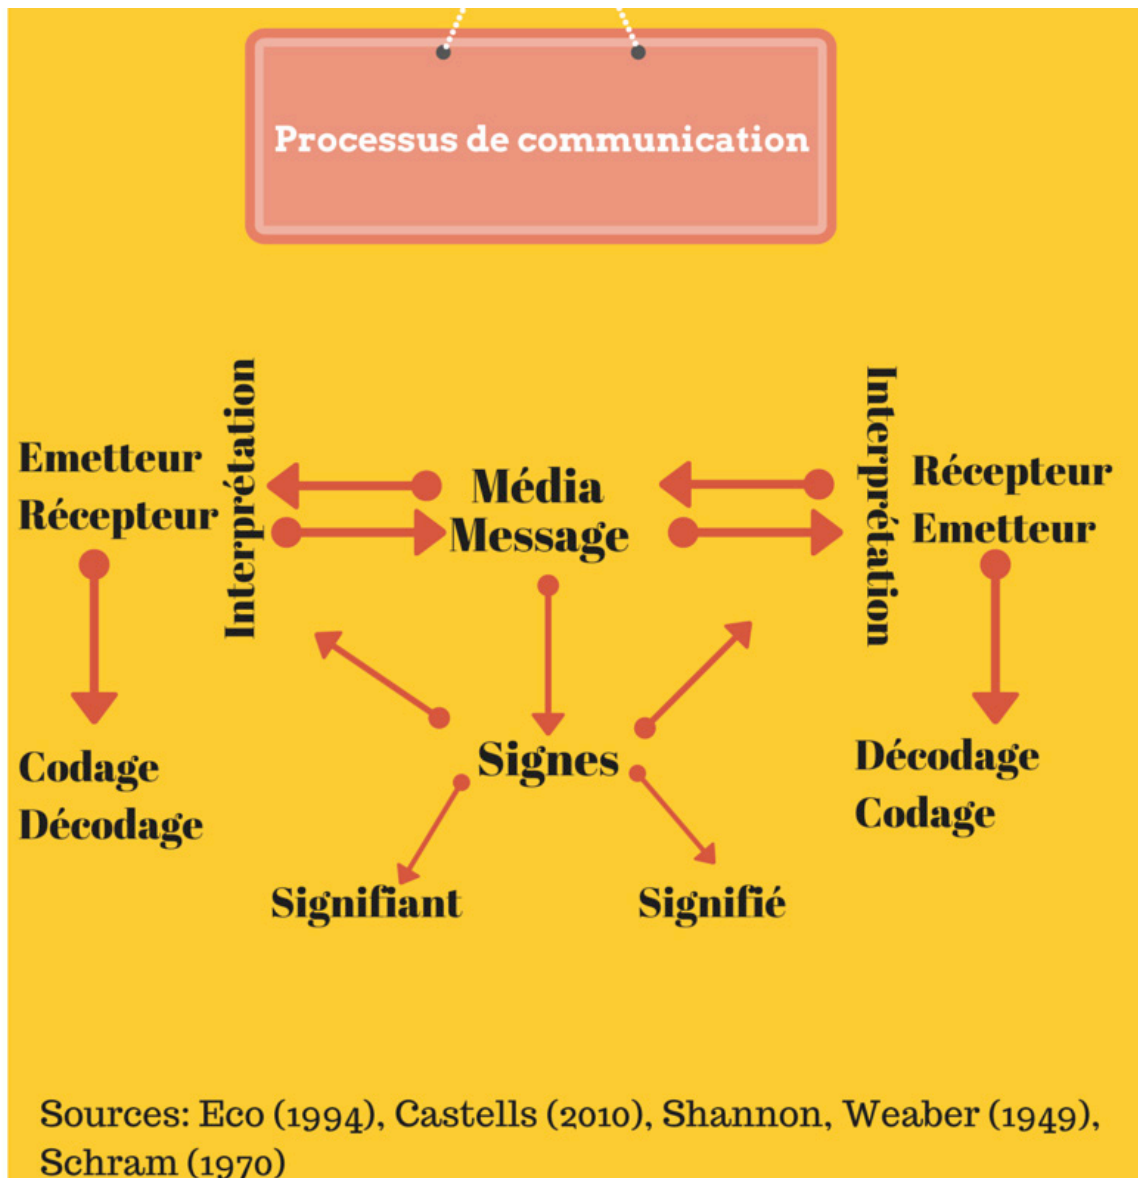 Processus de communication
Emetteur
Récepteur
Interprétation
Média
Message
Interprétation
Récepteur
Emetteur
Codage
Décodage
Signes
Décodage
Codage
Signifiant
Signifié
Sources: Eco (1994), Castells (2010), Shannon, Weaber (1949),
Schram (1970)